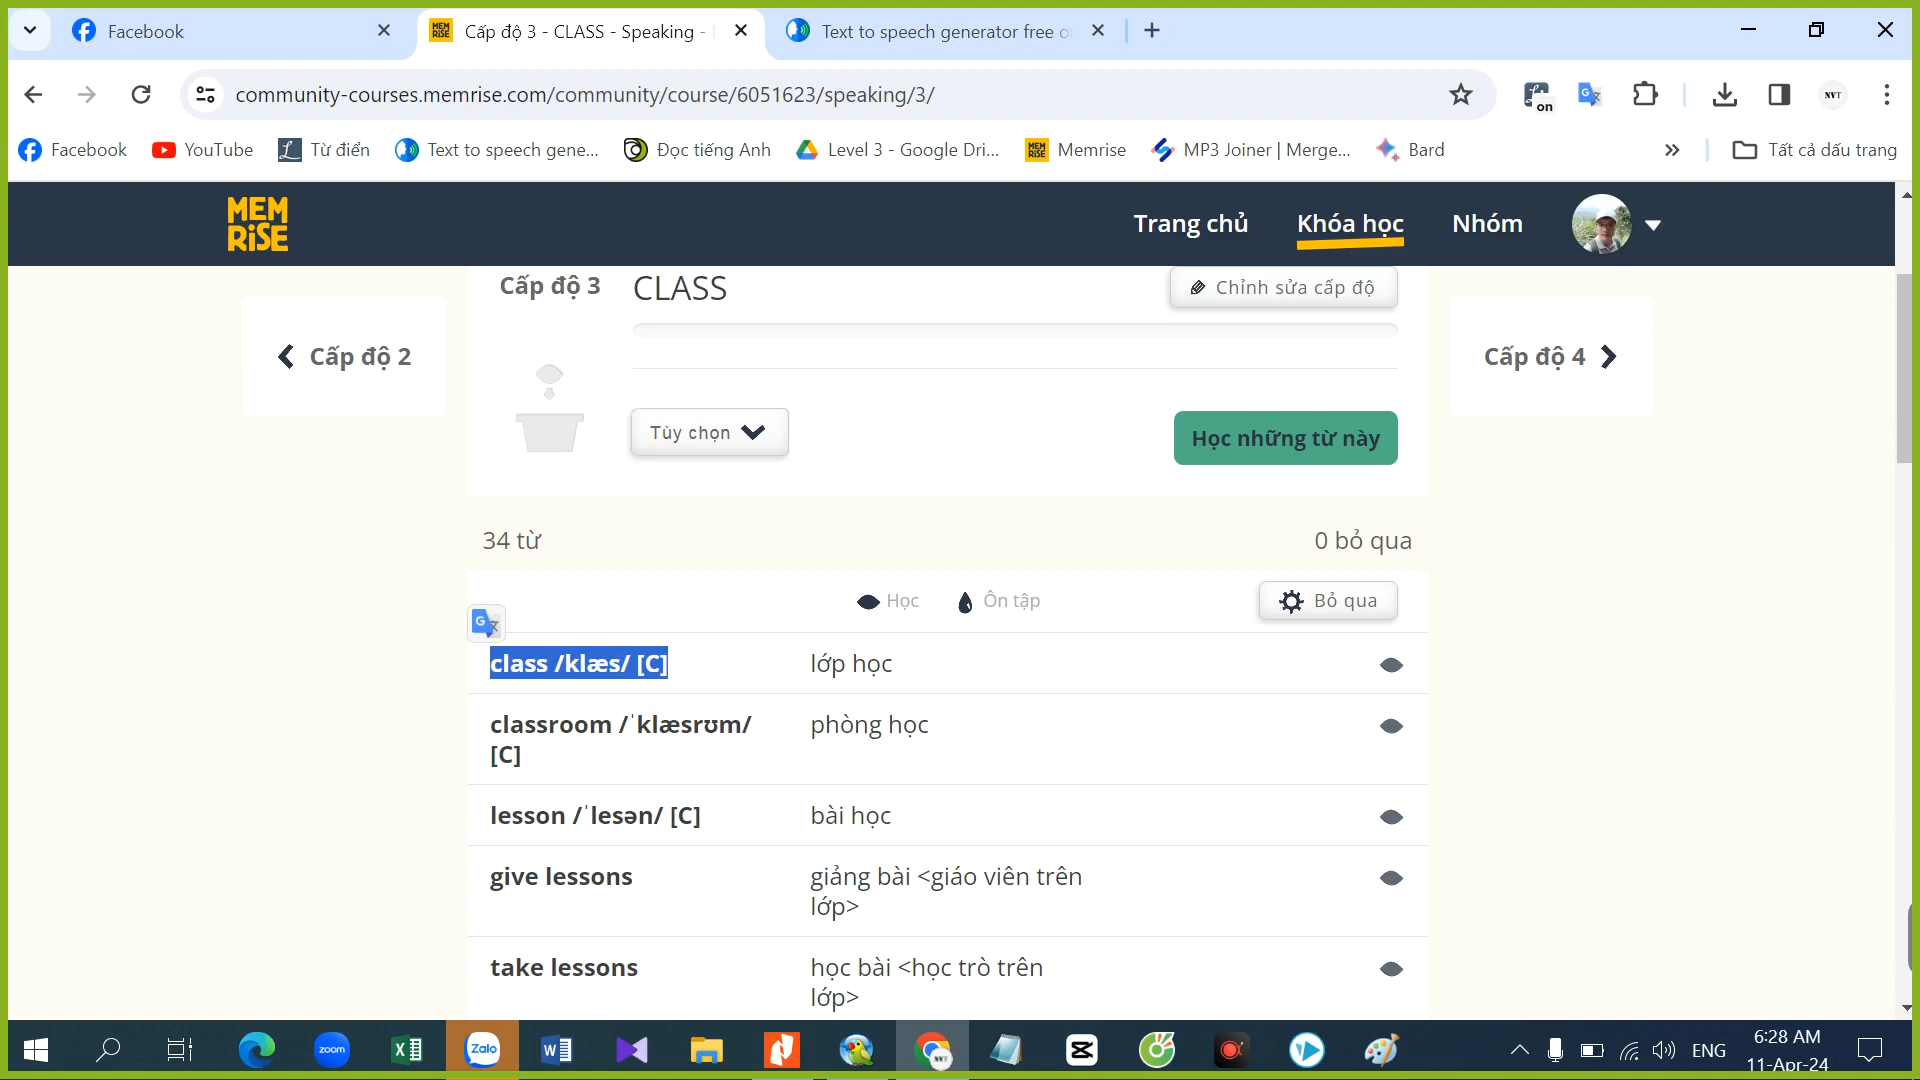 Facebook
Cấp độ 3 - CLASS - Speaking -
Text to speech generator free o
community-courses.memrise.com/community/course/6051623/speaking/3/
on
NVT
Facebook
YouTube
Từ điển
Text to speech gene...
Đọc tiếng Anh
Level 3 - Google Dri...
Memrise
MP3 Joiner | Merge...
Bard
Tất cả dấu trang
MEM
RiSE
Trang chủ
Khóa học
Nhóm
Cấp độ 3
CLASS
Chỉnh sửa cấp độ
Cấp độ 2
Cấp độ 4
Tùy chọn
Học những từ này
34 từ
0 bỏ qua
Học
Ôn tập
Bỏ qua
class /klæs/ [C]
lớp học
classroom /ˈklæsrʊm/
[C]
phòng học
lesson /ˈlesən/ [C]
bài học
give lessons
giảng bài <giáo viên trên
lớp>
take lessons
học bài <học trò trên
lớp>
zoom
Zalo
ENG
6:28 AM
11-Apr-24